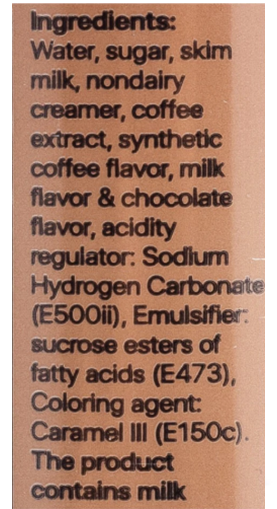 Ingredients:
Water, sugar, skim
milk, nondairy
creamer, coffee
extract, synthetic
coffee flavor, milk
flavor & chocolate
flavor, acidity
regulator: Sodium
Hydrogen Carbonate
(E500ii), Emulsifier:
sucrose esters of
fatty acids (E473),
Coloring agent:
Caramel III (E150c).
The product
contains milk